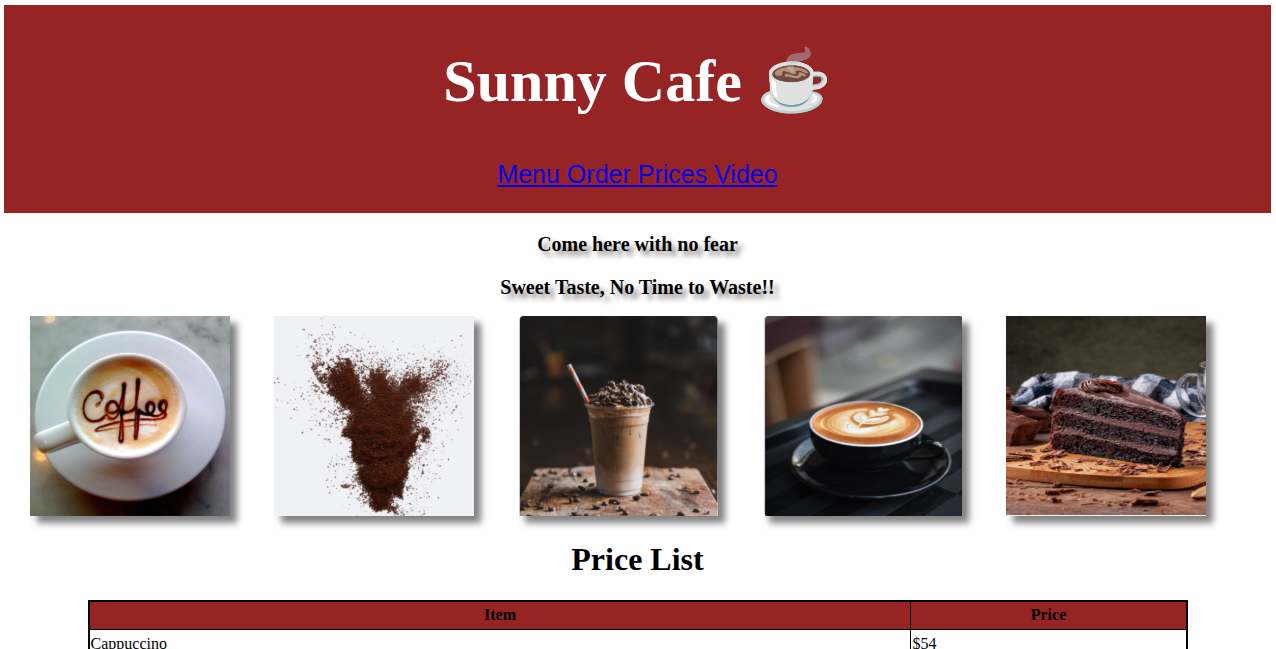 Sunny Cafe ☕
Menu Order Prices Video
Come here with no fear
Sweet Taste, No Time to Waste!!
Coffee
Price List
Item Price
Cappuccino $54